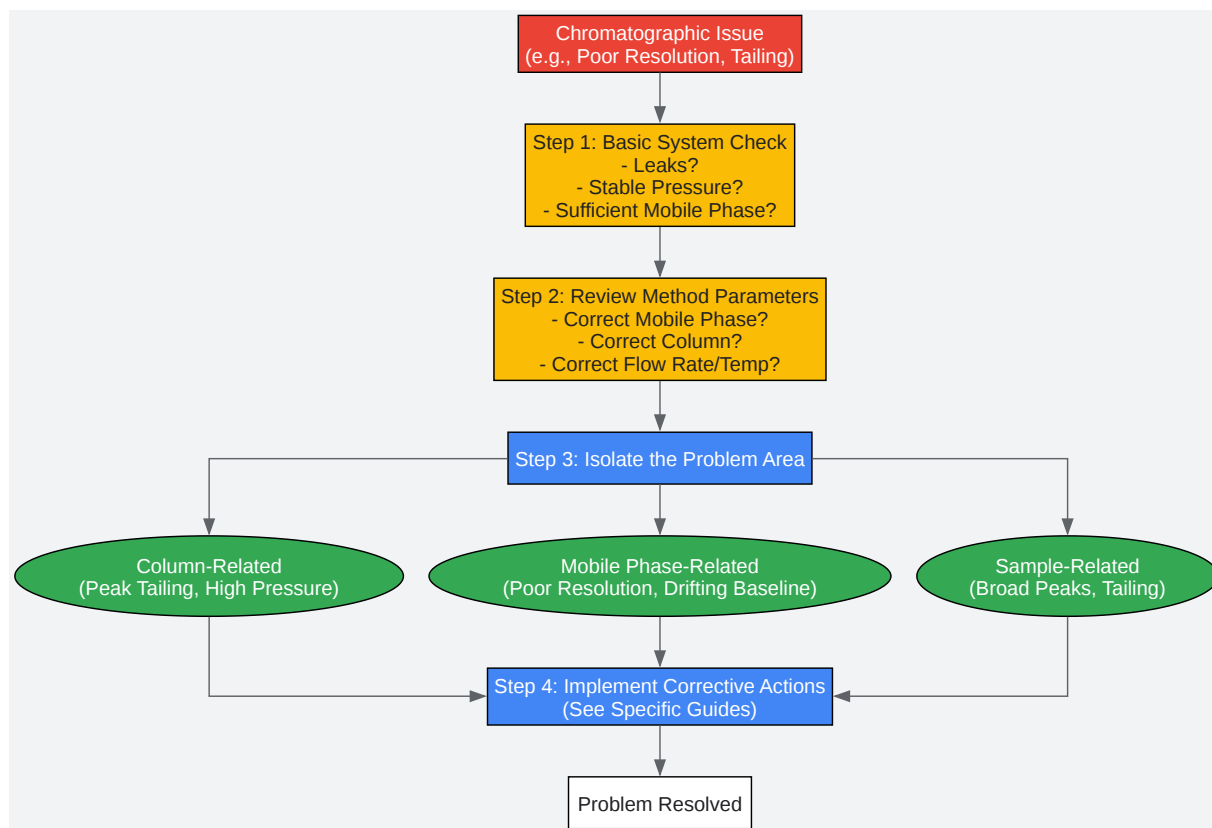 Chromatographic Issue
(e.g., Poor Resolution, Tailing)
Step 1: Basic System Check
- Leaks?
- Stable Pressure?
- Sufficient Mobile Phase?
Step 2: Review Method Parameters
- Correct Mobile Phase?
- Correct Column?
- Correct Flow Rate/Temp?
Step 3: Isolate the Problem Area
Column-Related
(Peak Tailing, High Pressure)
Mobile Phase-Related
(Poor Resolution, Drifting Baseline)
Sample-Related
(Broad Peaks, Tailing)
Step 4: Implement Corrective Actions
(See Specific Guides)
Problem Resolved